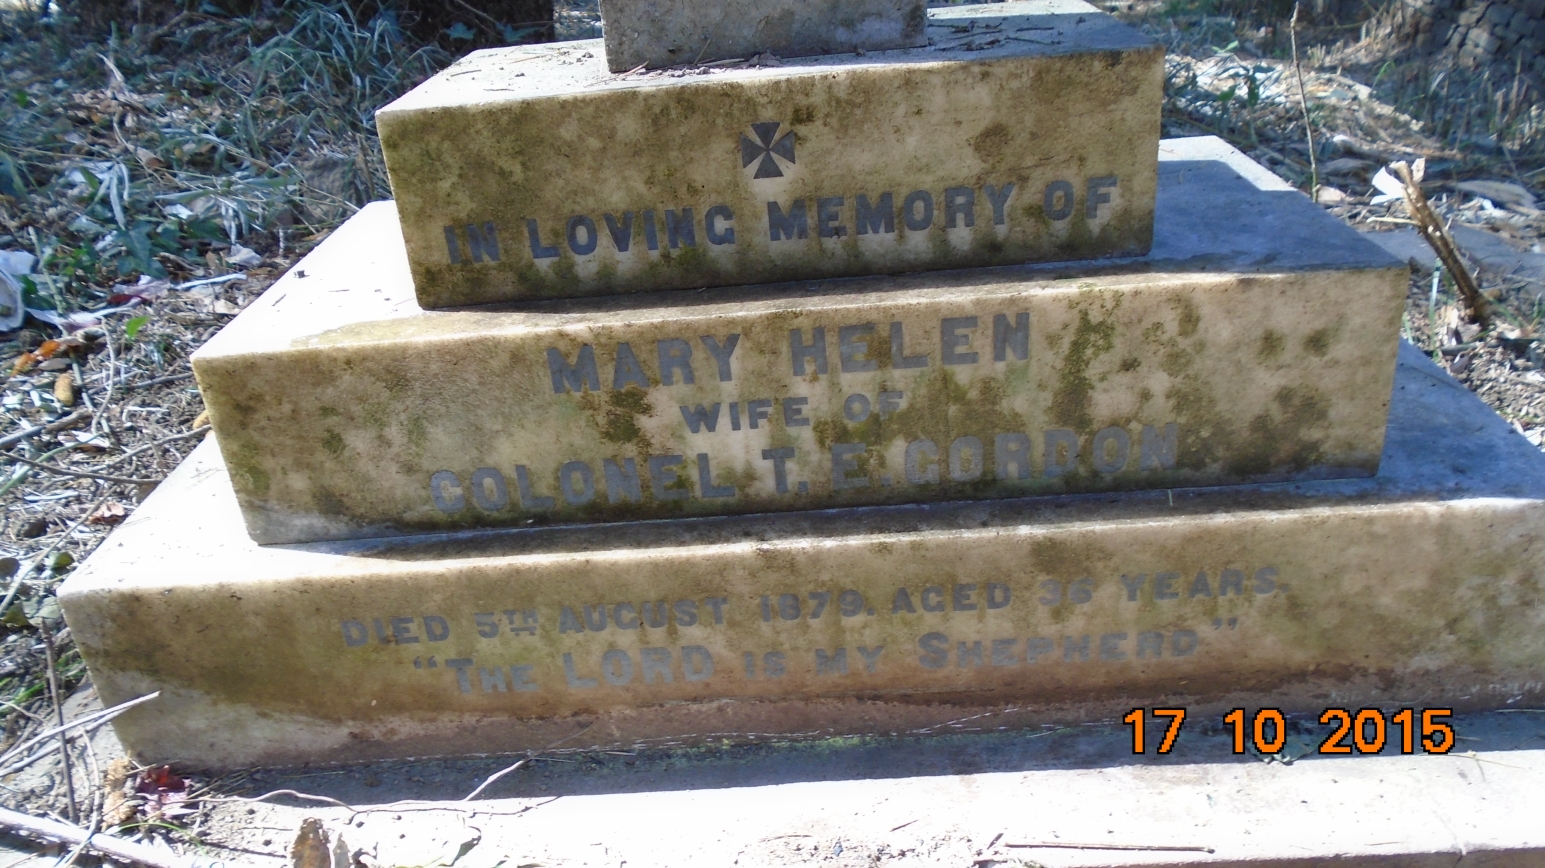 IN LOVING MEMORY OF
MARY HELEN
WIFE OF
COLONEL T. E. GORDON
DIED 5TH AUGUST 1879. AGED 36 YEARS.
"THE LORD IS MY SHEPHERD"
17 10 2015